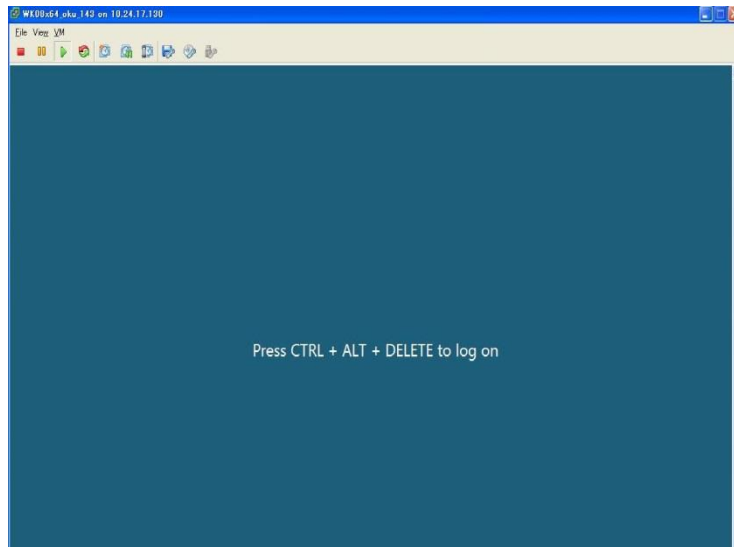 WK08x64_oku_143 on 10.24.17.130
File View VM
Press CTRL + ALT + DELETE to log on